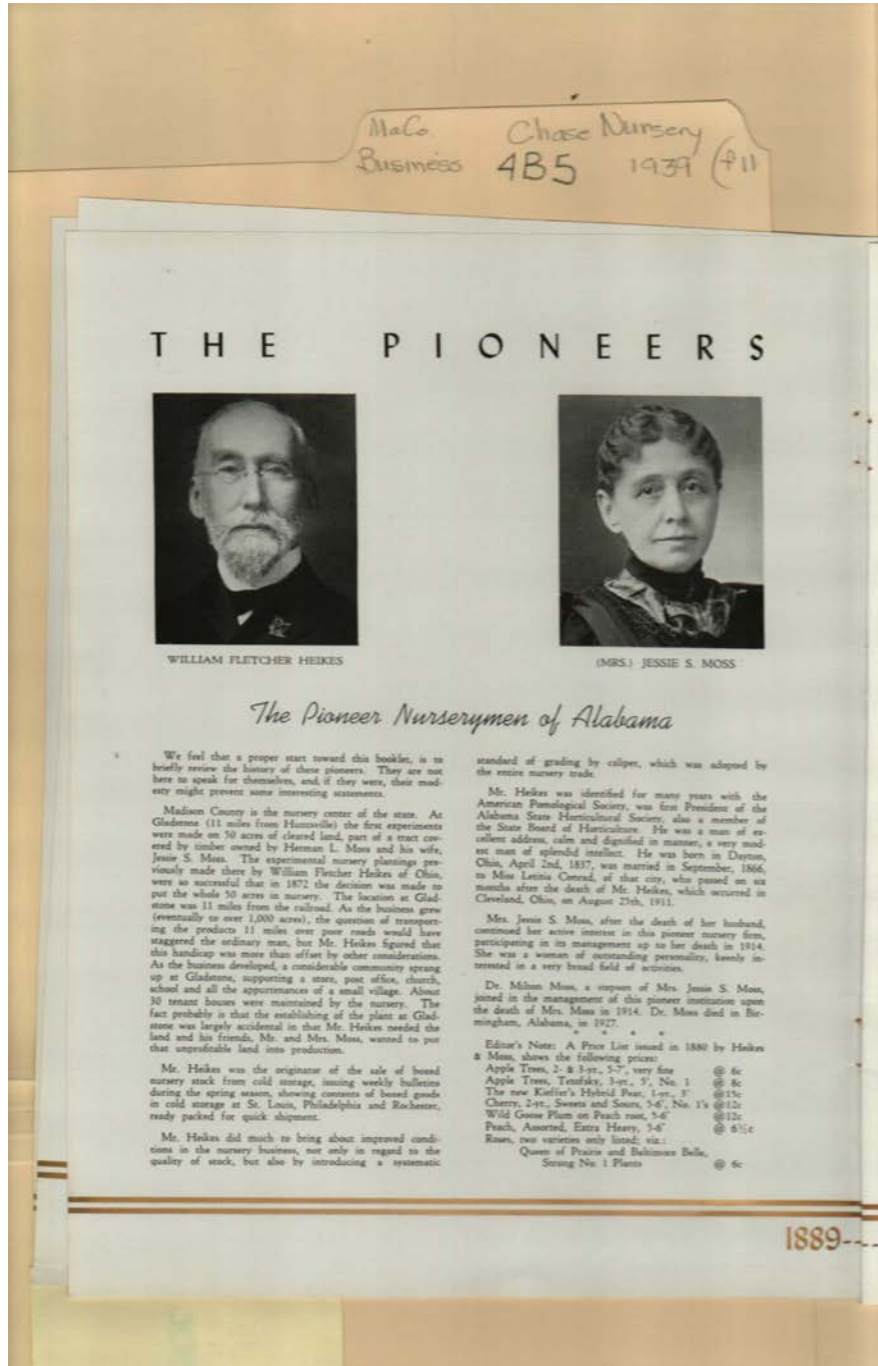 MaCo. Chase Nursery
Business 4B5 1939 (f11
THE PIONEERS
WILLIAM FLETCHER HEIKES
(MRS.) JESSIE S. MOSS
The Pioneer Nurserymen of Alabama
We feel that a proper start toward this booklet, is to
briefly review the history of these pioneers. They are not
here to speak for themselves, and, if they were, their mod-
esty might prevent some interesting statements.
Madison County is the nursery center of the state. At
Gladstone (11 miles from Huntsville) the first experiments
were made on 50 acres of cleared land, part of a tract cov-
ered by timber owned by Herman L. Moss and his wife,
Jessie S. Moss. The experimental nursery plantings pre-
viously made there by William Fletcher Heikes of Ohio,
were so successful that in 1872 the decision was made to
put the whole 50 acres in nursery. The location at Glad-
stone was 11 miles from the railroad. As the business grew
(eventually to over 1,000 acres), the question of transport-
ing the products 11 miles over poor roads would have
staggered the ordinary man, but Mr. Heikes figured that
this handicap was more than offset by other considerations.
As the business developed, a considerable community sprang
up at Gladstone, supporting a store, post office, church,
school and all the appurtenances of a small village. About
30 tenant houses were maintained by the nursery. The
fact probably is that the establishing of the plant at Glad-
stone was largely accidental in that Mr. Heikes needed the
land and his friends, Mr. and Mrs. Moss, wanted to put
that unprofitable land into production.
Mr. Heikes was the originator of the sale of boxed
nursery stock from cold storage, issuing weekly bulletins
during the spring season, showing contents of boxed goods
in cold storage at St. Louis, Philadelphia and Rochester,
ready packed for quick shipment.
Mr. Heikes did much to bring about improved condi-
tions in the nursery business, not only in regard to the
quality of stock, but also by introducing a systematic
standard of grading by caliper, which was adopted by
the entire nursery trade.
Mr. Heikes was identified for many years with the
American Pomological Society, was first President of the
Alabama State Horticultural Society, also a member of
the State Board of Horticulture. He was a man of ex-
cellent address, calm and dignified in manner, a very mod-
est man of splendid intellect. He was born in Dayton,
Ohio, April 2nd, 1837, was married in September, 1866,
to Miss Letitia Conrad, of that city, who passed on six
months after the death of Mr. Heikes, which occurred in
Cleveland, Ohio, on August 25th, 1911.
Mrs. Jessie S. Moss, after the death of her husband,
continued her active interest in this pioneer nursery firm,
participating in its management up to her death in 1914.
She was a woman of outstanding personality, keenly in-
terested in a very broad field of activities.
Dr. Milton Moss, a stepson of Mrs. Jessie S. Moss,
joined in the management of this pioneer institution upon
the death of Mrs. Moss in 1914. Dr. Moss died in Bir-
mingham, Alabama, in 1927.
* * * *
Editor's Note: A Price List issued in 1880 by Heikes
& Moss, shows the following prices:
Apple Trees, 2- & 3-yr., 5-7', very fine @ 6c
Apple Trees, Tetofsky, 3-yr., 5', No. 1 @ 8c
The new Kieffer's Hybrid Pear, 1-yr., 3' @15c
Cherry, 2-yr., Sweets and Sours, 5-6', No. 1's @12c
Wild Goose Plum on Peach root, 5-6' @12c
Peach, Assorted, Extra Heavy, 5-6' @ 6½c
Roses, two varieties only listed; viz.:
Queen of Prairie and Baltimore Belle,
Strong No. 1 Plants @ 6c
1889